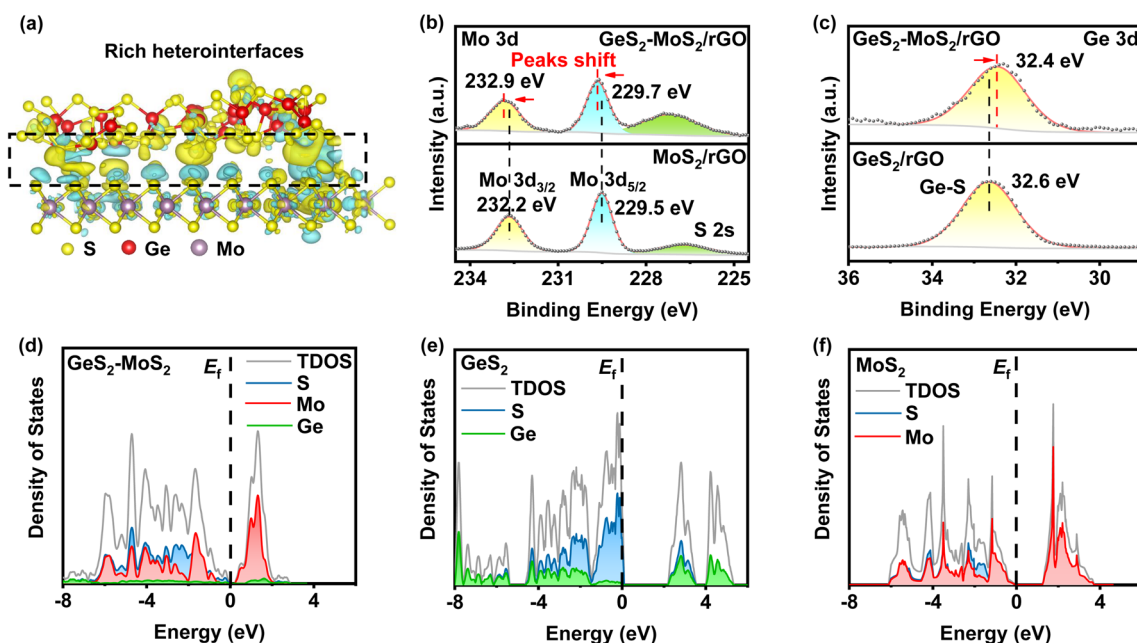 (a)
Rich heterointerfaces
S Ge Mo
(b)
Mo 3d GeS₂-MoS₂/rGO
Peaks shift
232.9 eV
229.7 eV
MoS₂/rGO
Mo 3d₃/₂ Mo 3d₅/₂
232.2 eV 229.5 eV
S 2s
Intensity (a.u.)
234 231 228 225
Binding Energy (eV)
(c)
GeS₂-MoS₂/rGO Ge 3d
32.4 eV
GeS₂/rGO
Ge-S 32.6 eV
Intensity (a.u.)
36 34 32 30
Binding Energy (eV)
(d)
GeS₂-MoS₂
E_f
TDOS
S
Mo
Ge
Density of States
-8 -4 0 4
Energy (eV)
(e)
GeS₂
E_f
TDOS
S
Ge
Density of States
-8 -4 0 4
Energy (eV)
(f)
MoS₂
E_f
TDOS
S
Mo
Density of States
-8 -4 0 4
Energy (eV)